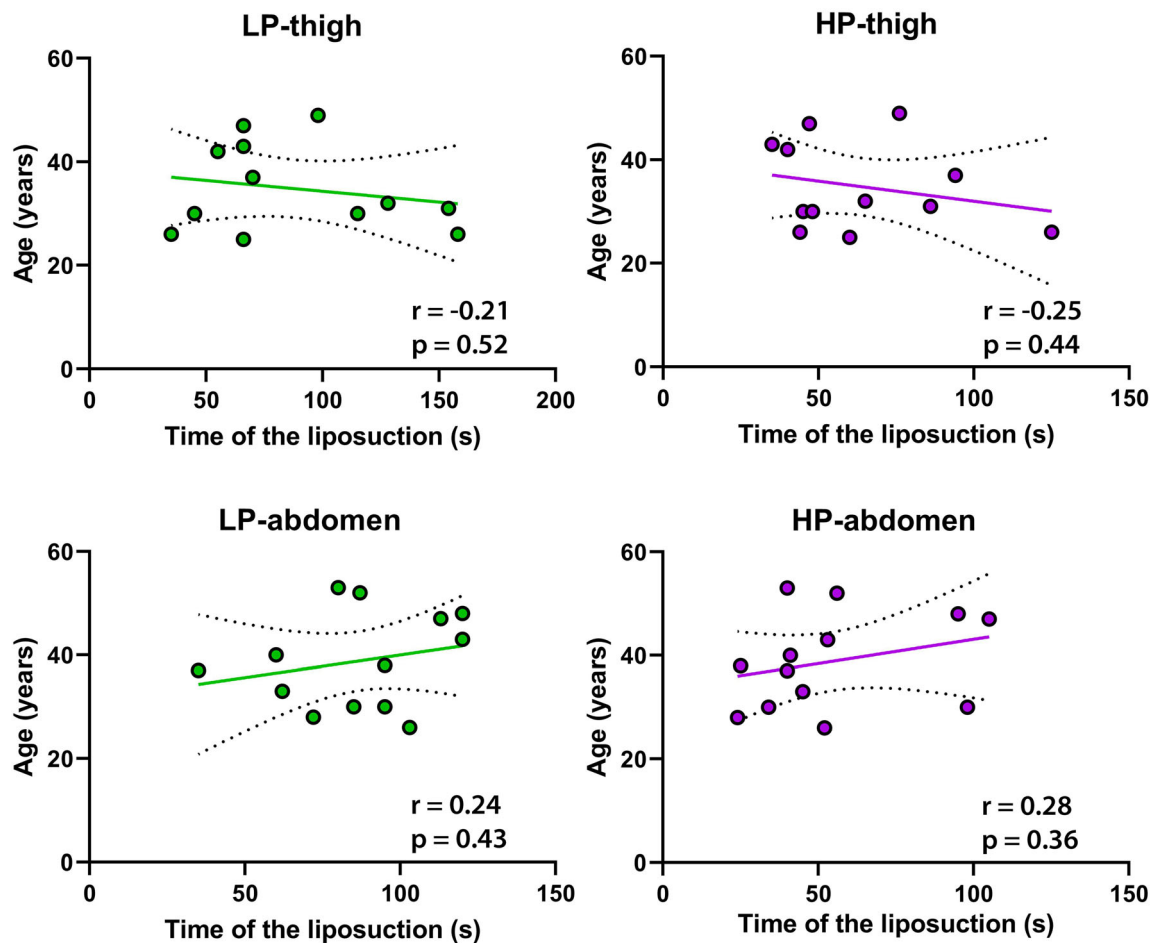 LP-thigh
60
40
20
0
Age (years)
0 50 100 150 200
Time of the liposuction (s)
r = -0.21
p = 0.52
HP-thigh
60
40
20
0
Age (years)
0 50 100 150
Time of the liposuction (s)
r = -0.25
p = 0.44
LP-abdomen
60
40
20
0
Age (years)
0 50 100 150
Time of the liposuction (s)
r = 0.24
p = 0.43
HP-abdomen
60
40
20
0
Age (years)
0 50 100 150
Time of the liposuction (s)
r = 0.28
p = 0.36